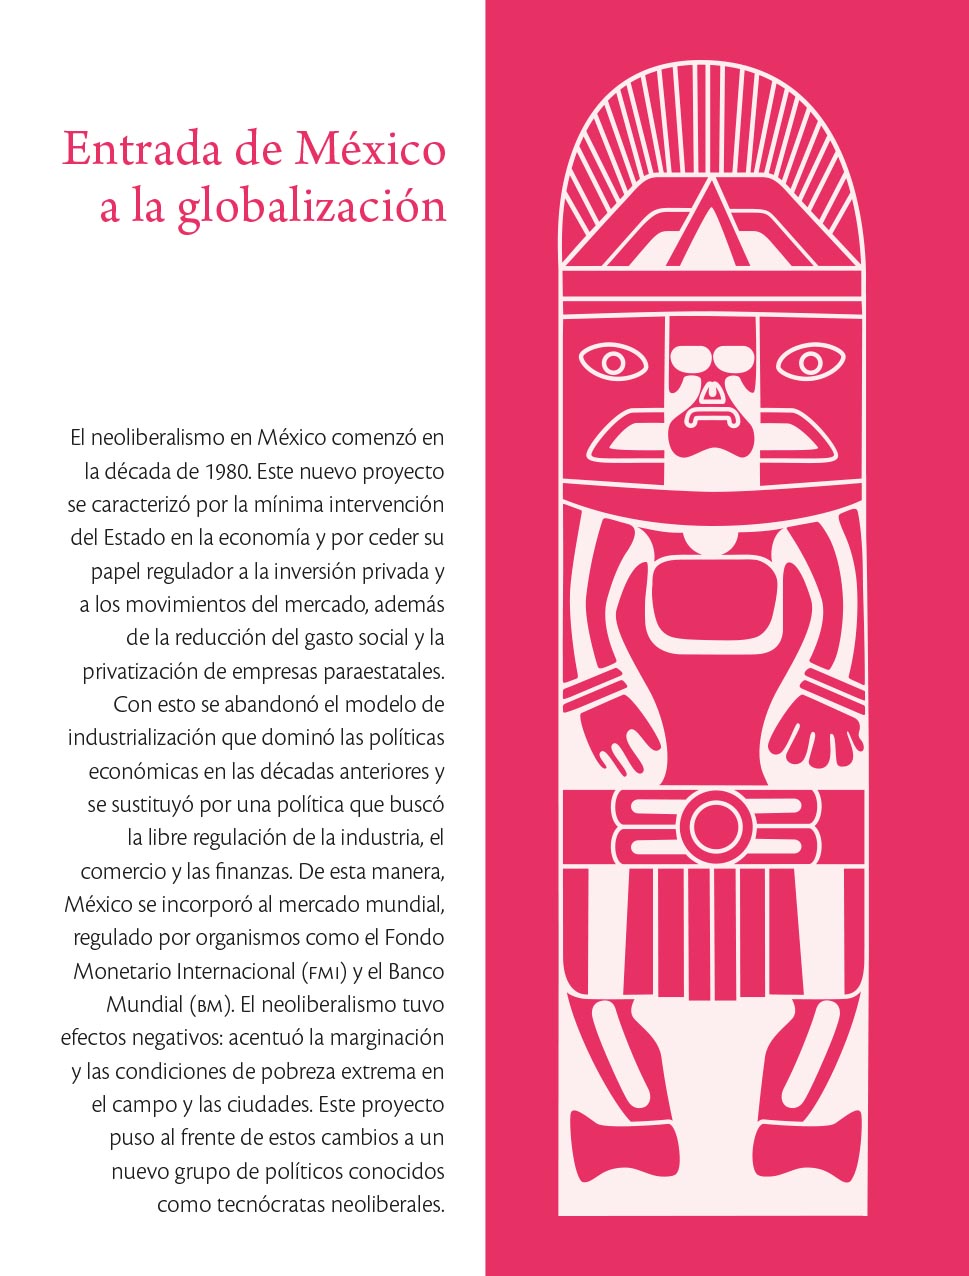 Entrada de México
a la globalización
El neoliberalismo en México comenzó en
la década de 1980. Este nuevo proyecto
se caracterizó por la mínima intervención
del Estado en la economía y por ceder su
papel regulador a la inversión privada y
a los movimientos del mercado, además
de la reducción del gasto social y la
privatización de empresas paraestatales.
Con esto se abandonó el modelo de
industrialización que dominó las políticas
económicas en las décadas anteriores y
se sustituyó por una política que buscó
la libre regulación de la industria, el
comercio y las finanzas. De esta manera,
México se incorporó al mercado mundial,
regulado por organismos como el Fondo
Monetario Internacional (FMI) y el Banco
Mundial (BM). El neoliberalismo tuvo
efectos negativos: acentuó la marginación
y las condiciones de pobreza extrema en
el campo y las ciudades. Este proyecto
puso al frente de estos cambios a un
nuevo grupo de políticos conocidos
como tecnócratas neoliberales.